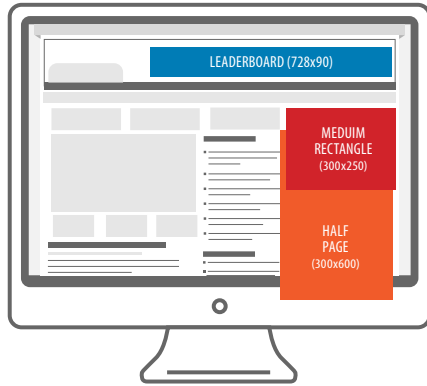 LEADERBOARD (728x90)
MEDUIM
RECTANGLE
(300x250)
HALF
PAGE
(300x600)